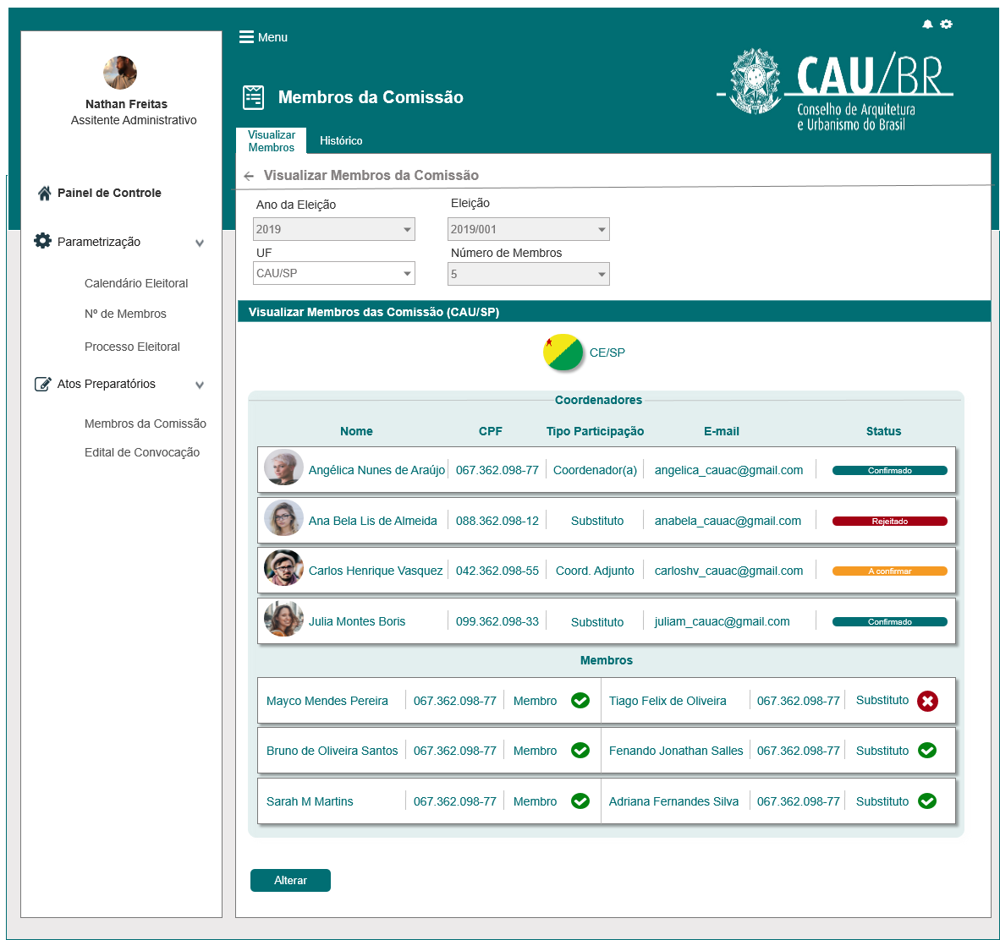 Nathan Freitas
Assitente Administrativo
Painel de Controle
Parametrização
Calendário Eleitoral
Nº de Membros
Processo Eleitoral
Atos Preparatórios
Membros da Comissão
Edital de Convocação
Menu
Membros da Comissão
CAU/BR
Conselho de Arquitetura
e Urbanismo do Brasil
Visualizar
Membros
Histórico
Visualizar Membros da Comissão
Ano da Eleição
Eleição
2019
2019/001
UF
Número de Membros
CAU/SP
5
Visualizar Membros das Comissão (CAU/SP)
CE/SP
Coordenadores
Nome CPF Tipo Participação E-mail Status
Angélica Nunes de Araújo 067.362.098-77 Coordenador(a) angelica_cauac@gmail.com Confirmado
Ana Bela Lis de Almeida 088.362.098-12 Substituto anabela_cauac@gmail.com Rejeitado
Carlos Henrique Vasquez 042.362.098-55 Coord. Adjunto carloshv_cauac@gmail.com A confirmar
Julia Montes Boris 099.362.098-33 Substituto juliam_cauac@gmail.com Confirmado
Membros
Mayco Mendes Pereira 067.362.098-77 Membro Tiago Felix de Oliveira 067.362.098-77 Substituto
Bruno de Oliveira Santos 067.362.098-77 Membro Fenando Jonathan Salles 067.362.098-77 Substituto
Sarah M Martins 067.362.098-77 Membro Adriana Fernandes Silva 067.362.098-77 Substituto
Alterar